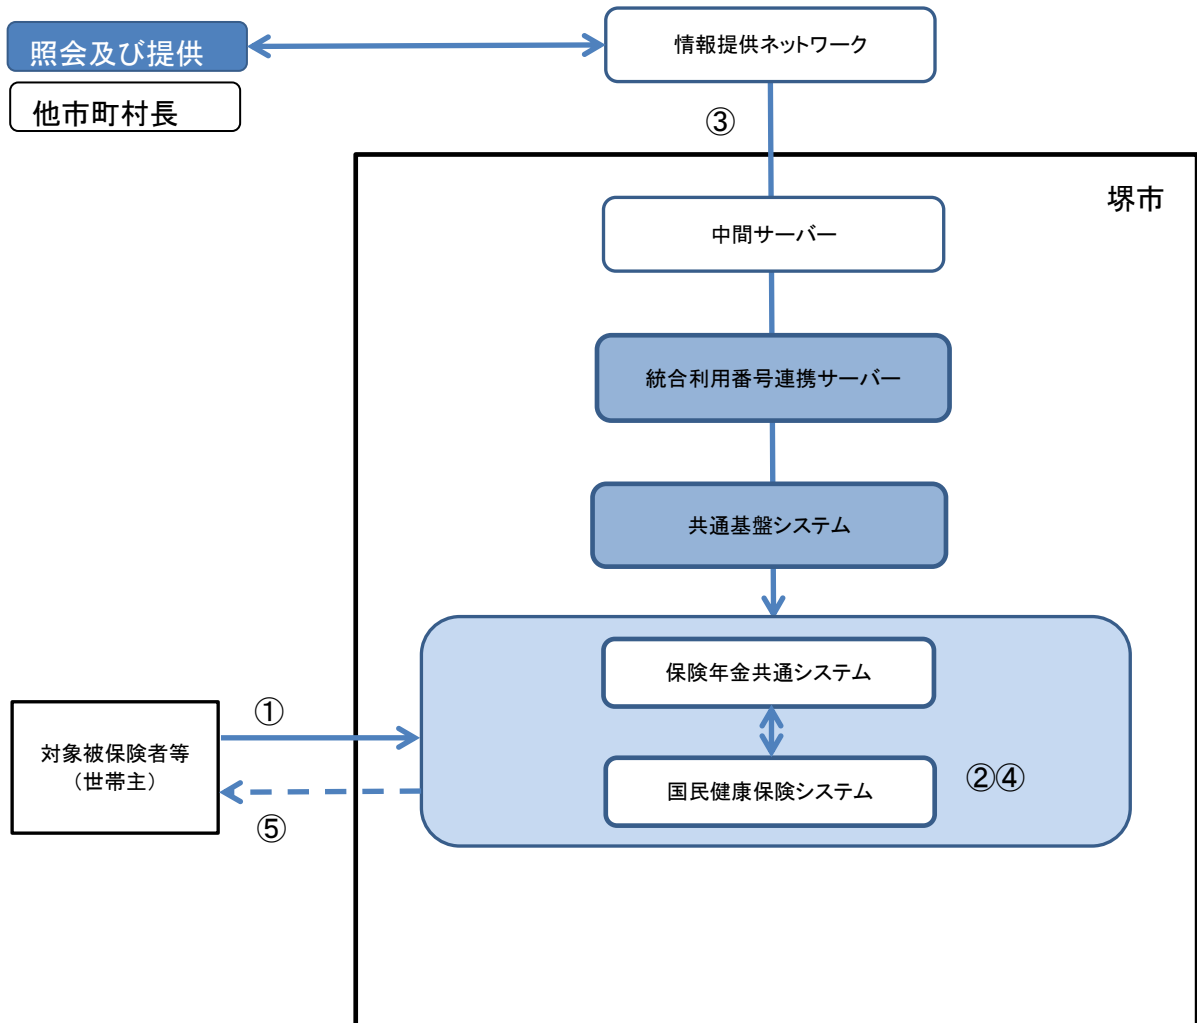 照会及び提供
情報提供ネットワーク
他市町村長
③
堺市
中間サーバー
統合利用番号連携サーバー
共通基盤システム
保険年金共通システム
①
対象被保険者等
（世帯主）
国民健康保険システム
②④
⑤